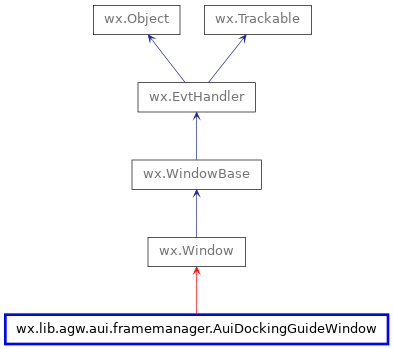 wx.Object
wx.Trackable
wx.EvtHandler
wx.WindowBase
wx.Window
wx.lib.agw.aui.framemanager.AuiDockingGuideWindow